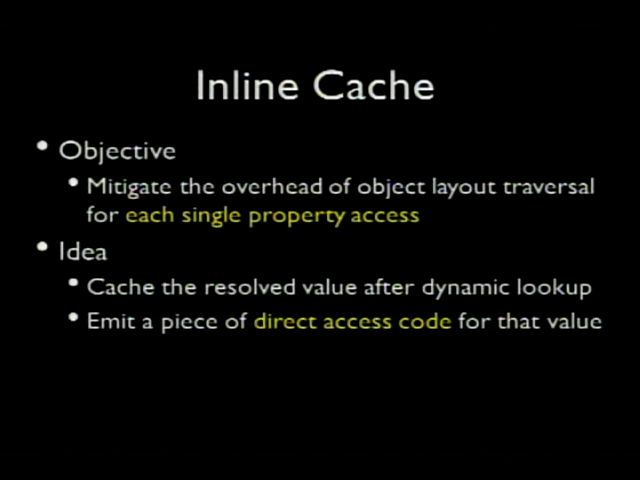 Inline Cache
• Objective
• Mitigate the overhead of object layout traversal
for each single property access
• Idea
• Cache the resolved value after dynamic lookup
• Emit a piece of direct access code for that value